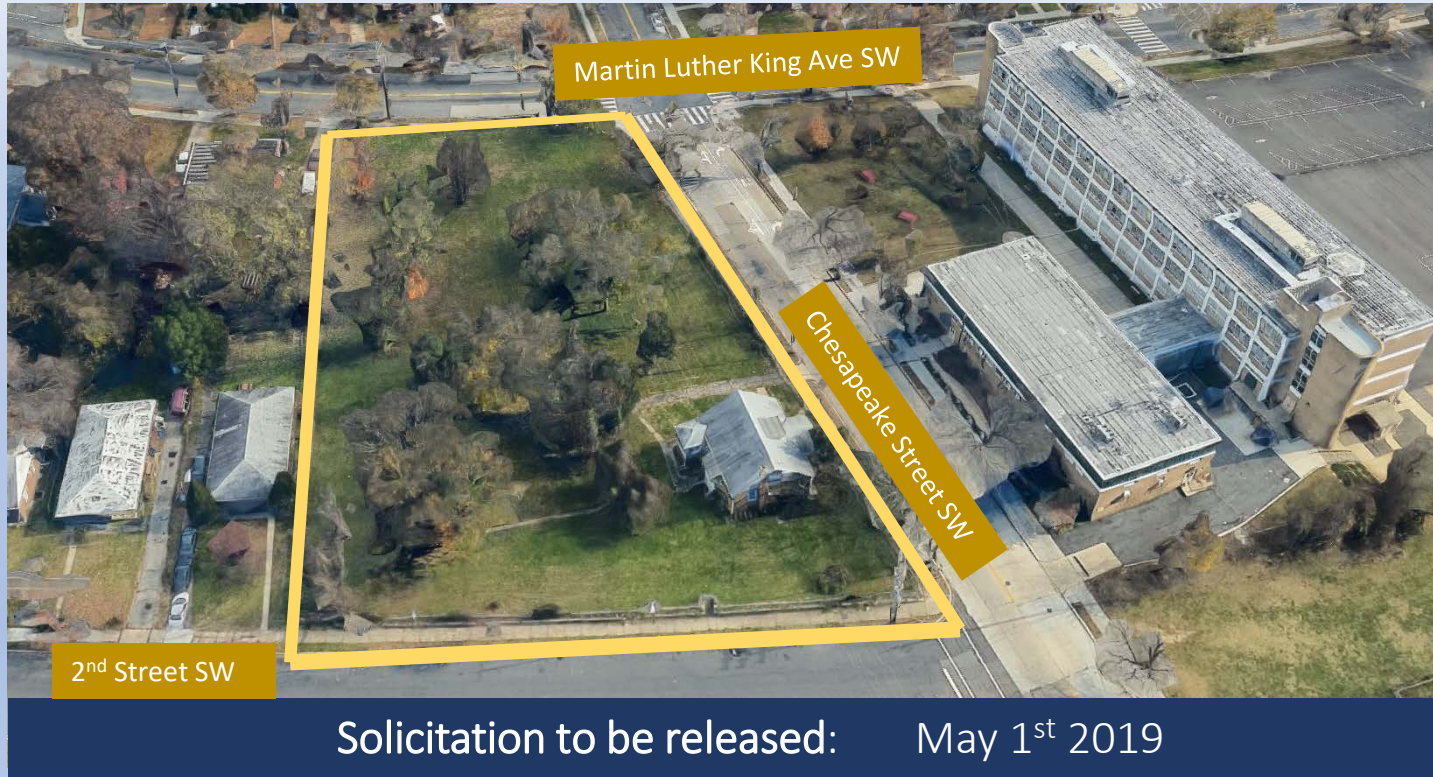 Martin Luther King Ave SW
Chesapeake Street SW
2nd Street SW
Solicitation to be released: May 1st 2019